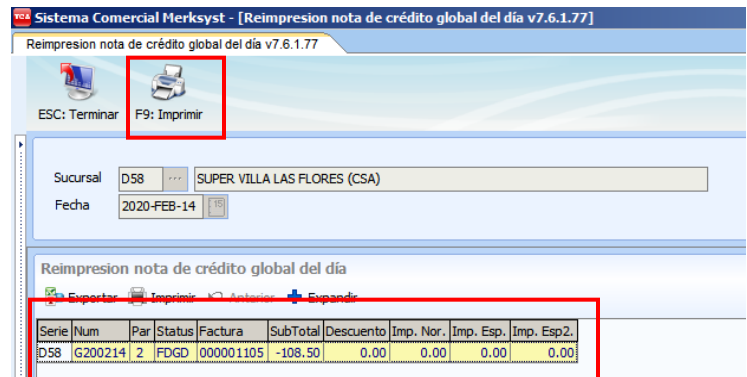 TCA Sistema Comercial Merksyst - [Reimpresion nota de crédito global del día v7.6.1.77]
Reimpresion nota de crédito global del día v7.6.1.77
ESC: Terminar F9: Imprimir
Sucursal D58 ... SUPER VILLA LAS FLORES (CSA)
Fecha 2020-FEB-14 15
Reimpresion nota de crédito global del día
Exportar Imprimir Anterior Expandir
Serie Num Par Status Factura SubTotal Descuento Imp. Nor. Imp. Esp. Imp. Esp2.
D58 G200214 2 FDGD 000001105 -108.50 0.00 0.00 0.00 0.00